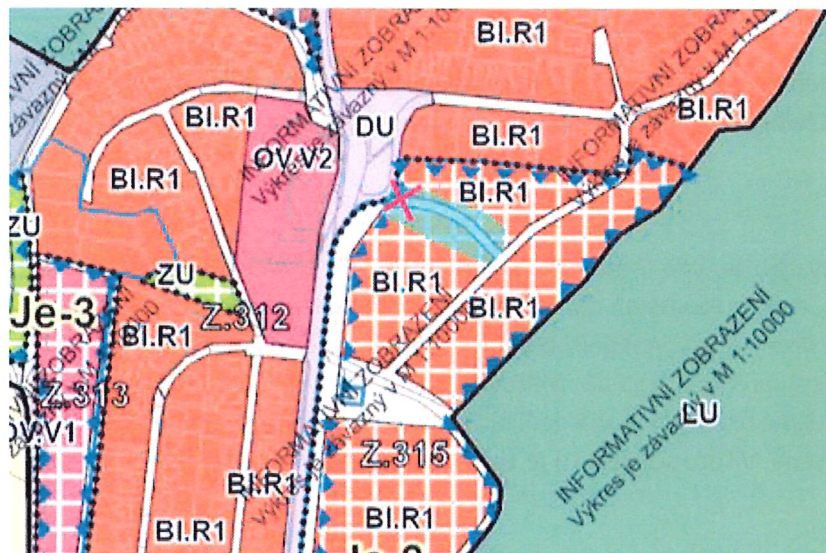 BI.R1
INFORMATIVNÍ ZOBRAZENÍ
Výkres je závazný v M 1:10000
BI.R1
DU
BI.R1
BI.R1
OV.V2
BI.R1
BI.R1
ZU
ZU
BI.R1
BI.R1
Je-3
Z.312
BI.R1
INFORMATIVNÍ ZOBRAZENÍ
Výkres je závazný v M 1:10000
Z.313
OV.V1
LU
Z.315
BI.R1
BI.R1
BI.R1